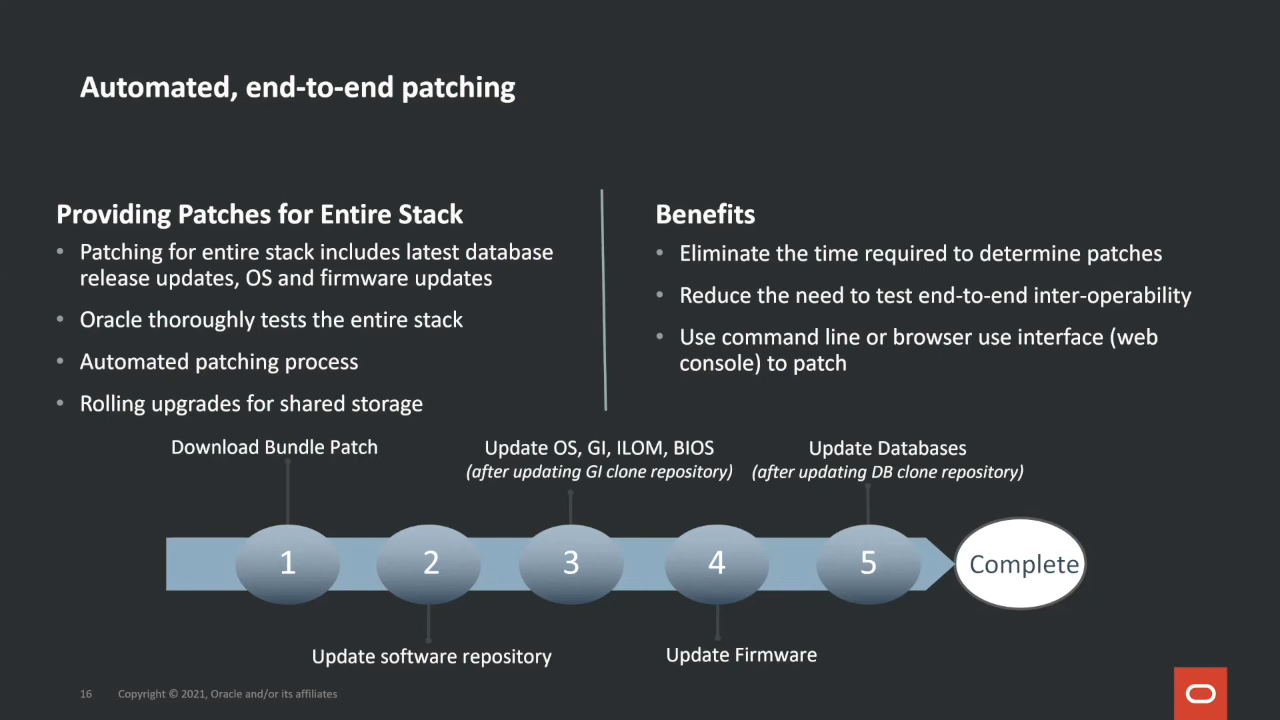 Automated, end-to-end patching
Providing Patches for Entire Stack
• Patching for entire stack includes latest database
release updates, OS and firmware updates
• Oracle thoroughly tests the entire stack
• Automated patching process
• Rolling upgrades for shared storage
Benefits
• Eliminate the time required to determine patches
• Reduce the need to test end-to-end inter-operability
• Use command line or browser use interface (web
console) to patch
Download Bundle Patch
Update OS, GI, ILOM, BIOS
(after updating GI clone repository)
Update Databases
(after updating DB clone repository)
1
2
3
4
5
Complete
Update software repository
Update Firmware
16
Copyright © 2021, Oracle and/or its affiliates